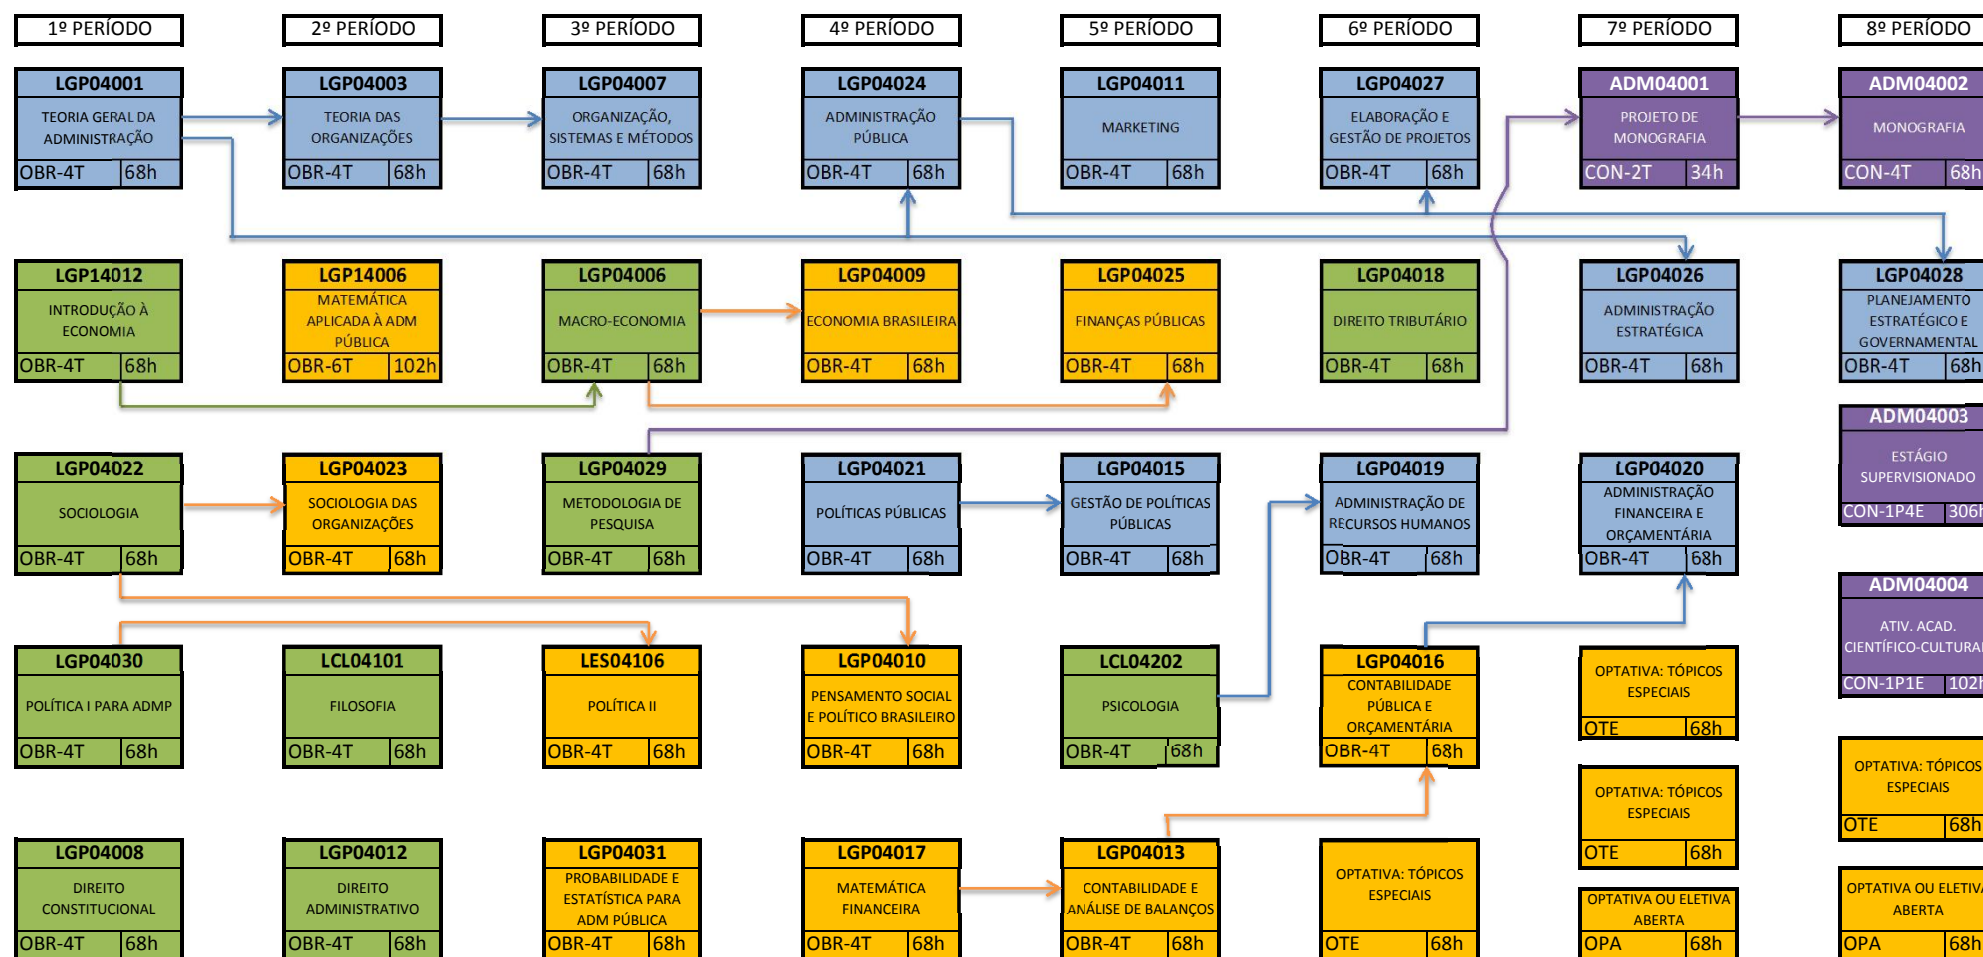 1º PERÍODO
2º PERÍODO
3º PERÍODO
4º PERÍODO
5º PERÍODO
6º PERÍODO
7º PERÍODO
8º PERÍODO
LGP04001
TEORIA GERAL DA
ADMINISTRAÇÃO
OBR-4T 68h
LGP04003
TEORIA DAS
ORGANIZAÇÕES
OBR-4T 68h
LGP04007
ORGANIZAÇÃO,
SISTEMAS E MÉTODOS
OBR-4T 68h
LGP04024
ADMINISTRAÇÃO
PÚBLICA
OBR-4T 68h
LGP04011
MARKETING
OBR-4T 68h
LGP04027
ELABORAÇÃO E
GESTÃO DE PROJETOS
OBR-4T 68h
ADM04001
PROJETO DE
MONOGRAFIA
CON-2T 34h
ADM04002
MONOGRAFIA
CON-4T 68h
LGP14012
INTRODUÇÃO À
ECONOMIA
OBR-4T 68h
LGP14006
MATEMÁTICA
APLICADA À ADM
PÚBLICA
OBR-6T 102h
LGP04006
MACRO-ECONOMIA
OBR-4T 68h
LGP04009
ECONOMIA BRASILEIRA
OBR-4T 68h
LGP04025
FINANÇAS PÚBLICAS
OBR-4T 68h
LGP04018
DIREITO TRIBUTÁRIO
OBR-4T 68h
LGP04026
ADMINISTRAÇÃO
ESTRATÉGICA
OBR-4T 68h
LGP04028
PLANEJAMENTO
ESTRATÉGICO E
GOVERNAMENTAL
OBR-4T 68h
ADM04003
ESTÁGIO
SUPERVISIONADO
CON-1P4E 306h
LGP04022
SOCIOLOGIA
OBR-4T 68h
LGP04023
SOCIOLOGIA DAS
ORGANIZAÇÕES
OBR-4T 68h
LGP04029
METODOLOGIA DE
PESQUISA
OBR-4T 68h
LGP04021
POLÍTICAS PÚBLICAS
OBR-4T 68h
LGP04015
GESTÃO DE POLÍTICAS
PÚBLICAS
OBR-4T 68h
LGP04019
ADMINISTRAÇÃO DE
RECURSOS HUMANOS
OBR-4T 68h
LGP04020
ADMINISTRAÇÃO
FINANCEIRA E
ORÇAMENTÁRIA
OBR-4T 68h
ADM04004
ATIV. ACAD.
CIENTÍFICO-CULTURAI
CON-1P1E 102h
LGP04030
POLÍTICA I PARA ADMP
OBR-4T 68h
LCL04101
FILOSOFIA
OBR-4T 68h
LES04106
POLÍTICA II
OBR-4T 68h
LGP04010
PENSAMENTO SOCIAL
E POLÍTICO BRASILEIRO
OBR-4T 68h
LCL04202
PSICOLOGIA
OBR-4T 68h
LGP04016
CONTABILIDADE
PÚBLICA E
ORÇAMENTÁRIA
OBR-4T 68h
OPTATIVA: TÓPICOS
ESPECIAIS
OTE 68h
OPTATIVA: TÓPICOS
ESPECIAIS
OTE 68h
OPTATIVA: TÓPICOS
ESPECIAIS
OTE 68h
LGP04008
DIREITO
CONSTITUCIONAL
OBR-4T 68h
LGP04012
DIREITO
ADMINISTRATIVO
OBR-4T 68h
LGP04031
PROBABILIDADE E
ESTATÍSTICA PARA
ADM PÚBLICA
OBR-4T 68h
LGP04017
MATEMÁTICA
FINANCEIRA
OBR-4T 68h
LGP04013
CONTABILIDADE E
ANÁLISE DE BALANÇOS
OBR-4T 68h
OPTATIVA: TÓPICOS
ESPECIAIS
OTE 68h
OPTATIVA OU ELETIVA
ABERTA
OPA 68h
OPTATIVA OU ELETIVA
ABERTA
OPA 68h